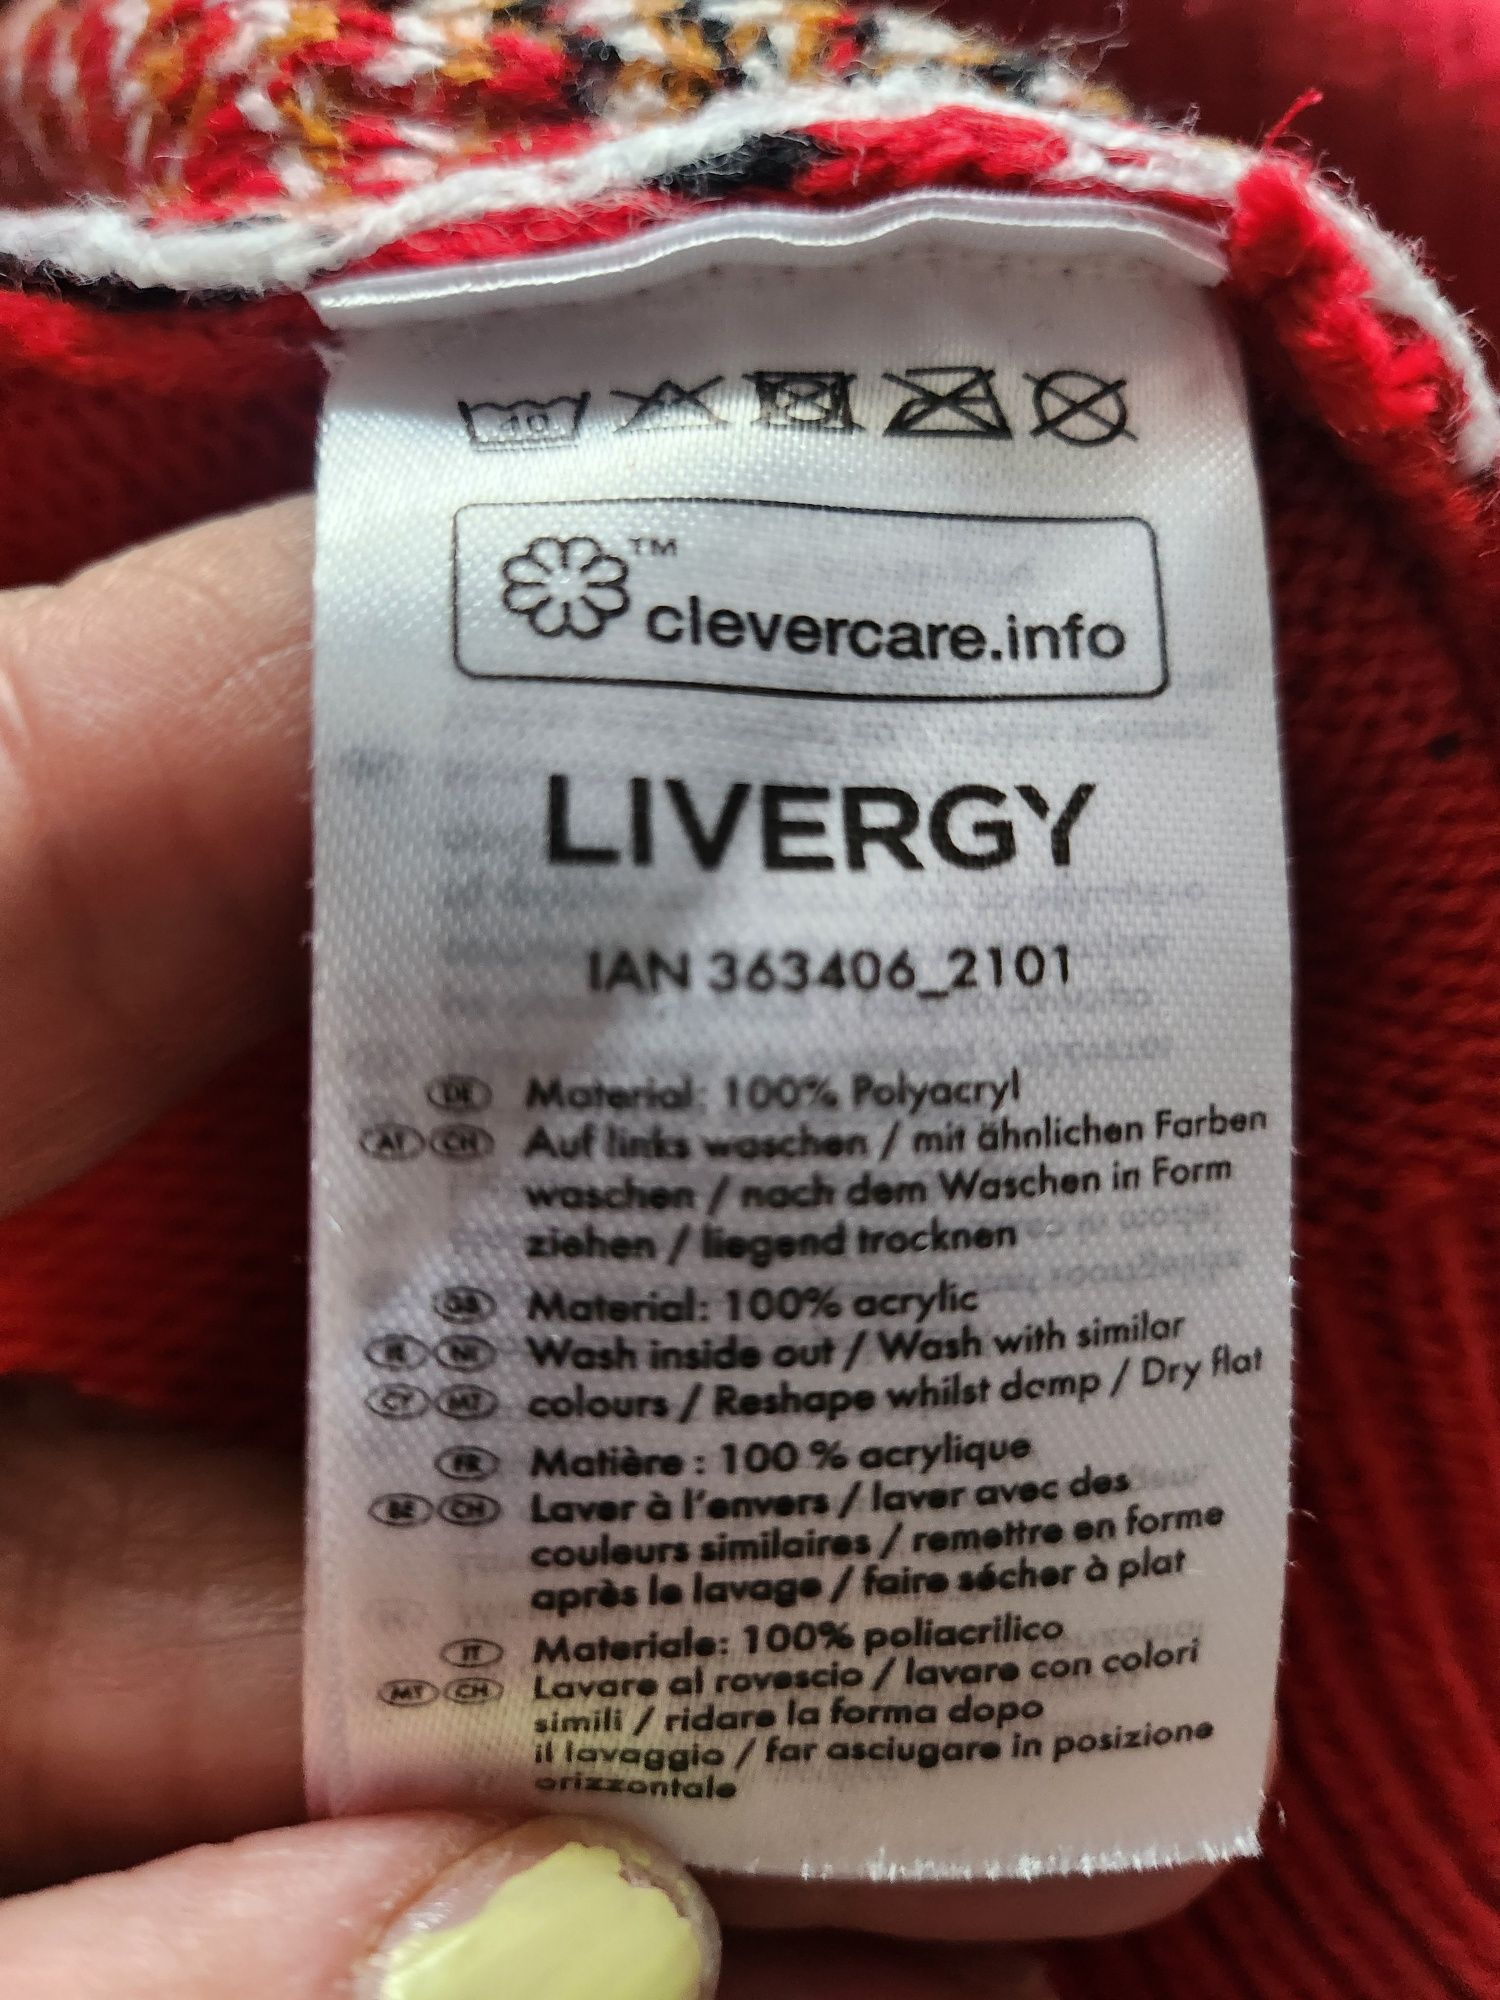 40
TM
clevercare.info
LIVERGY
IAN 363406_2101
DE Material: 100% Polyacryl
AT CH Auf links waschen / mit ähnlichen Farben
waschen / nach dem Waschen in Form
ziehen / liegend trocknen
GB Material: 100% acrylic
IE NI Wash inside out / Wash with similar
CY MT colours / Reshape whilst damp / Dry flat
FR Matière : 100 % acrylique
BE CH Laver à l'envers / laver avec des
couleurs similaires / remettre en forme
après le lavage / faire sécher à plat
IT Materiale: 100% poliacrilico
MT CH Lavare al rovescio / lavare con colori
simili / ridare la forma dopo
il lavaggio / far asciugare in posizione
orizzontale